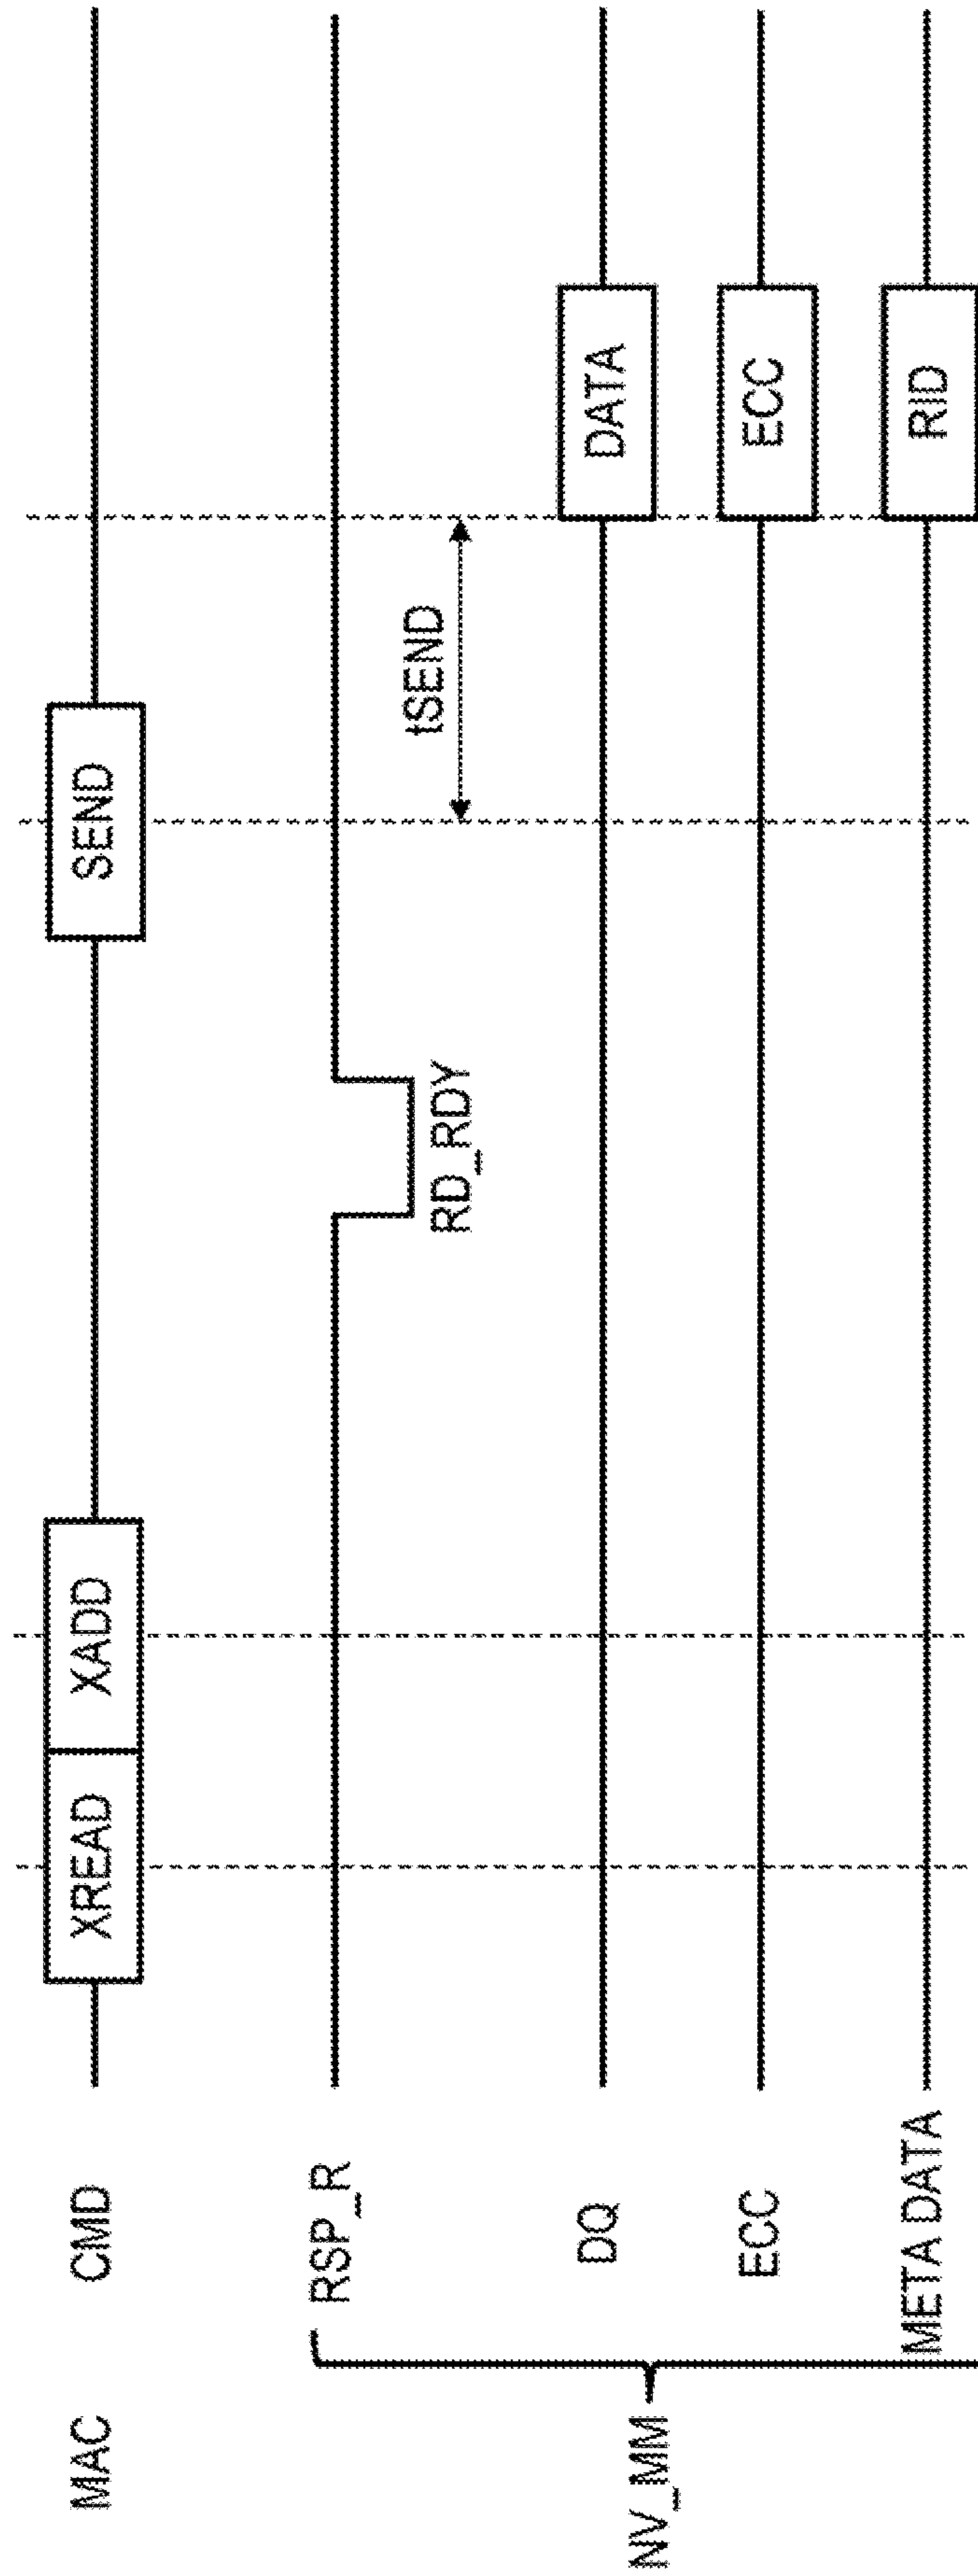 MAC
CMD
XREAD
XADD
SEND
NV_MM
RSP_R
RD_RDY
tSEND
DQ
DATA
ECC
ECC
META DATA
RID